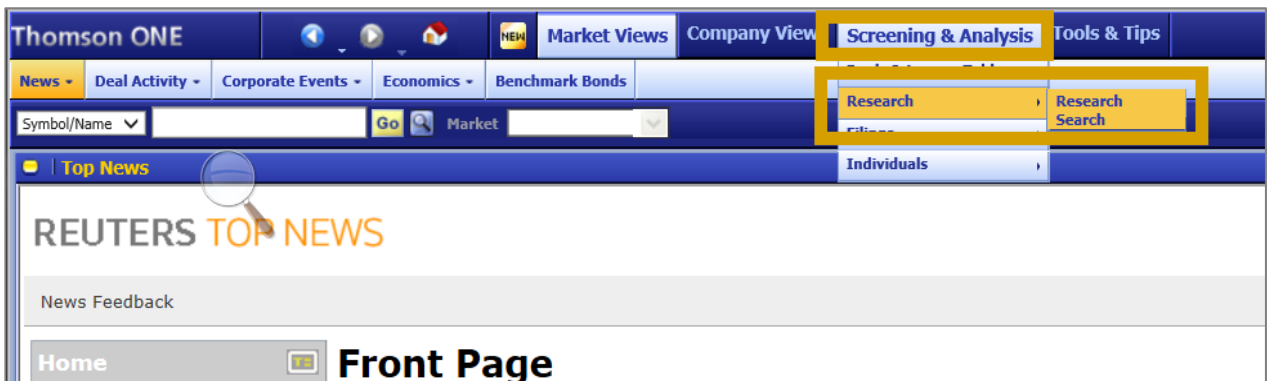 Thomson ONE NEW Market Views Company View Screening & Analysis Tools & Tips
News Deal Activity Corporate Events Economics Benchmark Bonds
Research Research
Search
Symbol/Name Go Market
Individuals
Top News
REUTERS TOP NEWS
News Feedback
Home
Front Page